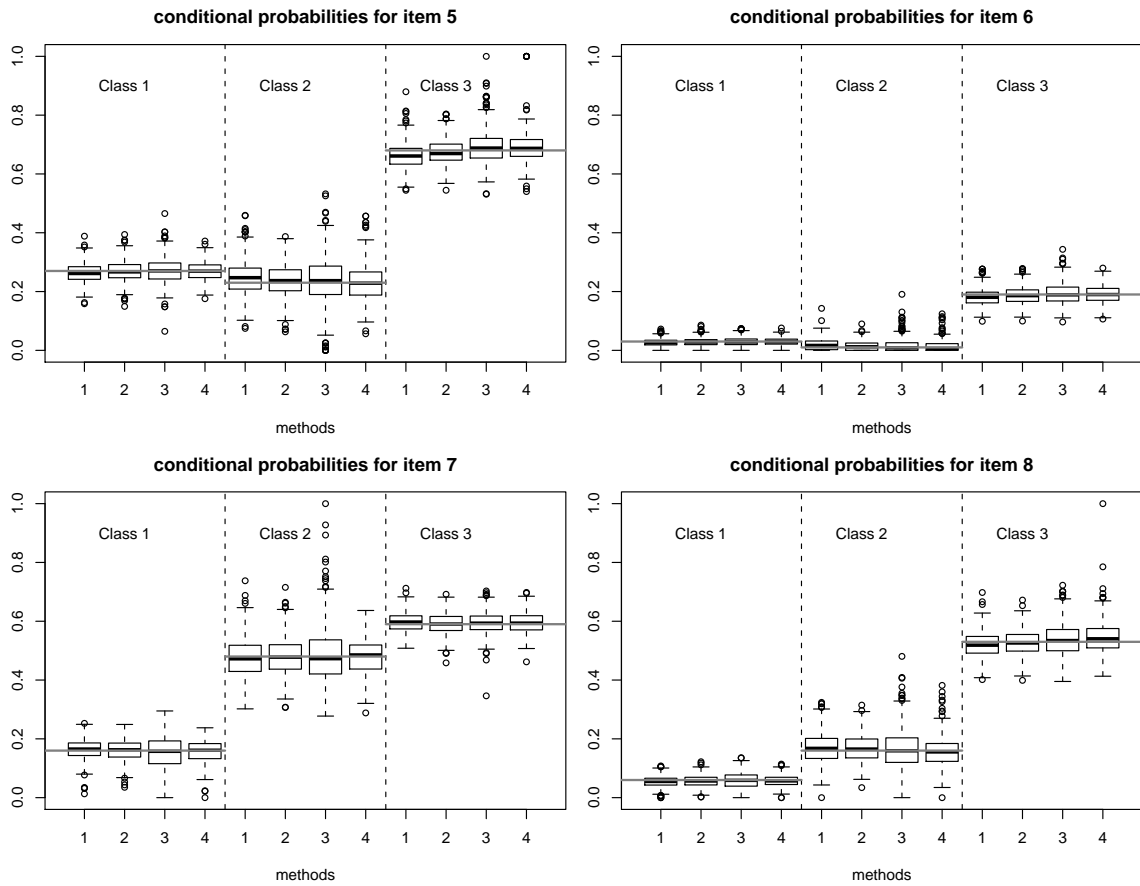 conditional probabilities for item 5
1.0
0.8
0.6
0.4
0.2
0.0
Class 1 Class 2 Class 3
1 2 3 4 1 2 3 4 1 2 3 4
methods
conditional probabilities for item 6
1.0
0.8
0.6
0.4
0.2
0.0
Class 1 Class 2 Class 3
1 2 3 4 1 2 3 4 1 2 3 4
methods
conditional probabilities for item 7
1.0
0.8
0.6
0.4
0.2
0.0
Class 1 Class 2 Class 3
1 2 3 4 1 2 3 4 1 2 3 4
methods
conditional probabilities for item 8
1.0
0.8
0.6
0.4
0.2
0.0
Class 1 Class 2 Class 3
1 2 3 4 1 2 3 4 1 2 3 4
methods